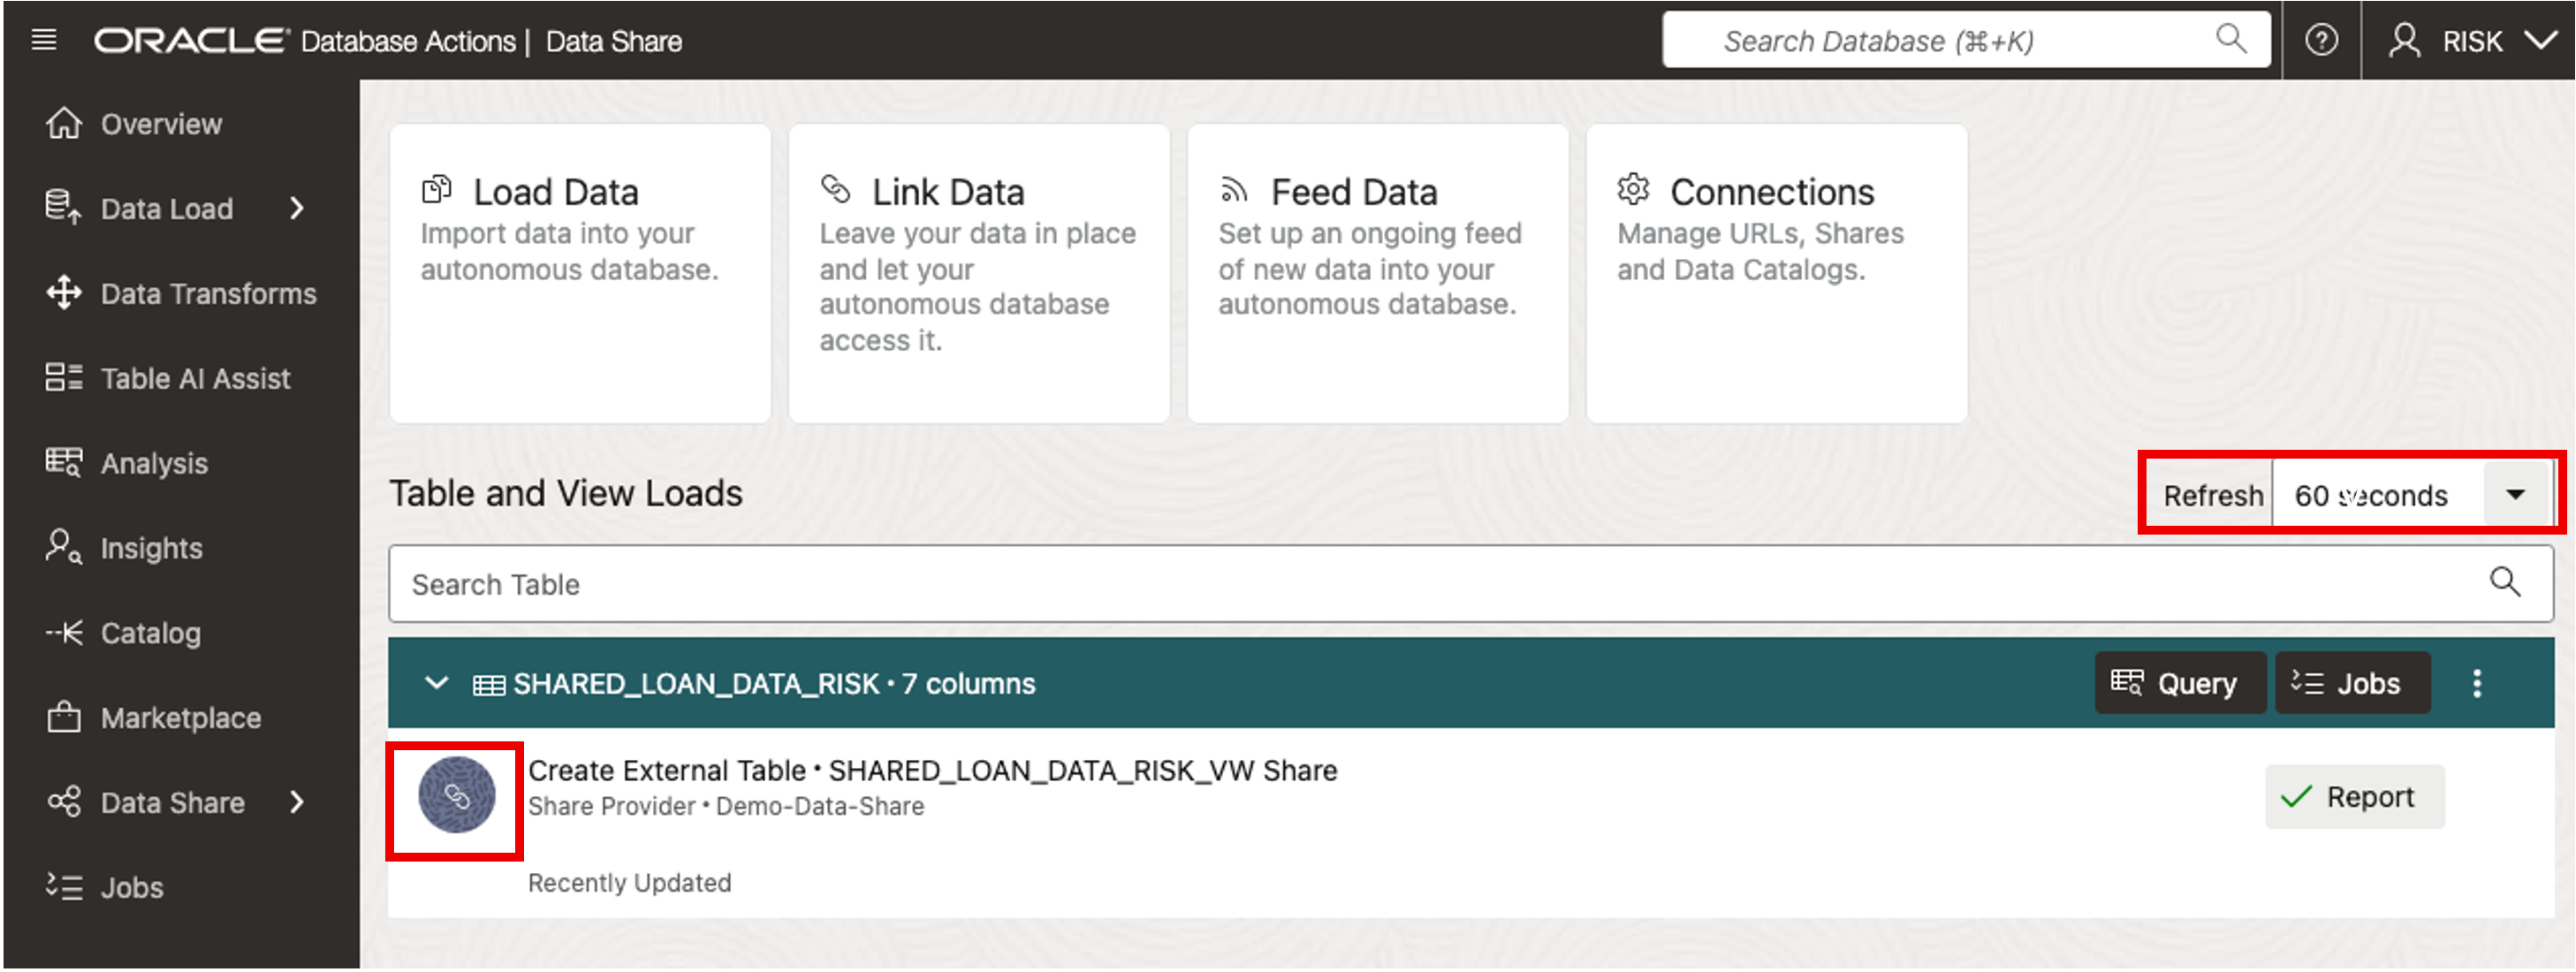 ORACLE Database Actions | Data Share
Search Database (⌘+K)
RISK
Overview
Data Load
Data Transforms
Table AI Assist
Analysis
Insights
Catalog
Marketplace
Data Share
Jobs
Load Data
Import data into your
autonomous database.
Link Data
Leave your data in place
and let your
autonomous database
access it.
Feed Data
Set up an ongoing feed
of new data into your
autonomous database.
Connections
Manage URLs, Shares
and Data Catalogs.
Table and View Loads
Refresh 60 seconds
Search Table
SHARED_LOAN_DATA_RISK • 7 columns
Query
Jobs
Create External Table • SHARED_LOAN_DATA_RISK_VW Share
Share Provider • Demo-Data-Share
Report
Recently Updated